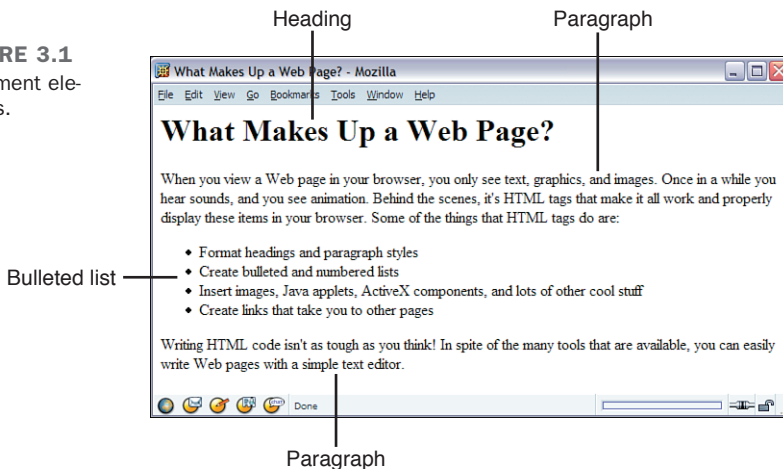 Heading Paragraph
RE 3.1
ment ele-
s.
What Makes Up a Web Page? - Mozilla
File Edit View Go Bookmarks Tools Window Help
What Makes Up a Web Page?
When you view a Web page in your browser, you only see text, graphics, and images. Once in a while you
hear sounds, and you see animation. Behind the scenes, it's HTML tags that make it all work and properly
display these items in your browser. Some of the things that HTML tags do are:
• Format headings and paragraph styles
• Create bulleted and numbered lists
Bulleted list
• Insert images, Java applets, ActiveX components, and lots of other cool stuff
• Create links that take you to other pages
Writing HTML code isn't as tough as you think! In spite of the many tools that are available, you can easily
write Web pages with a simple text editor.
Done
Paragraph